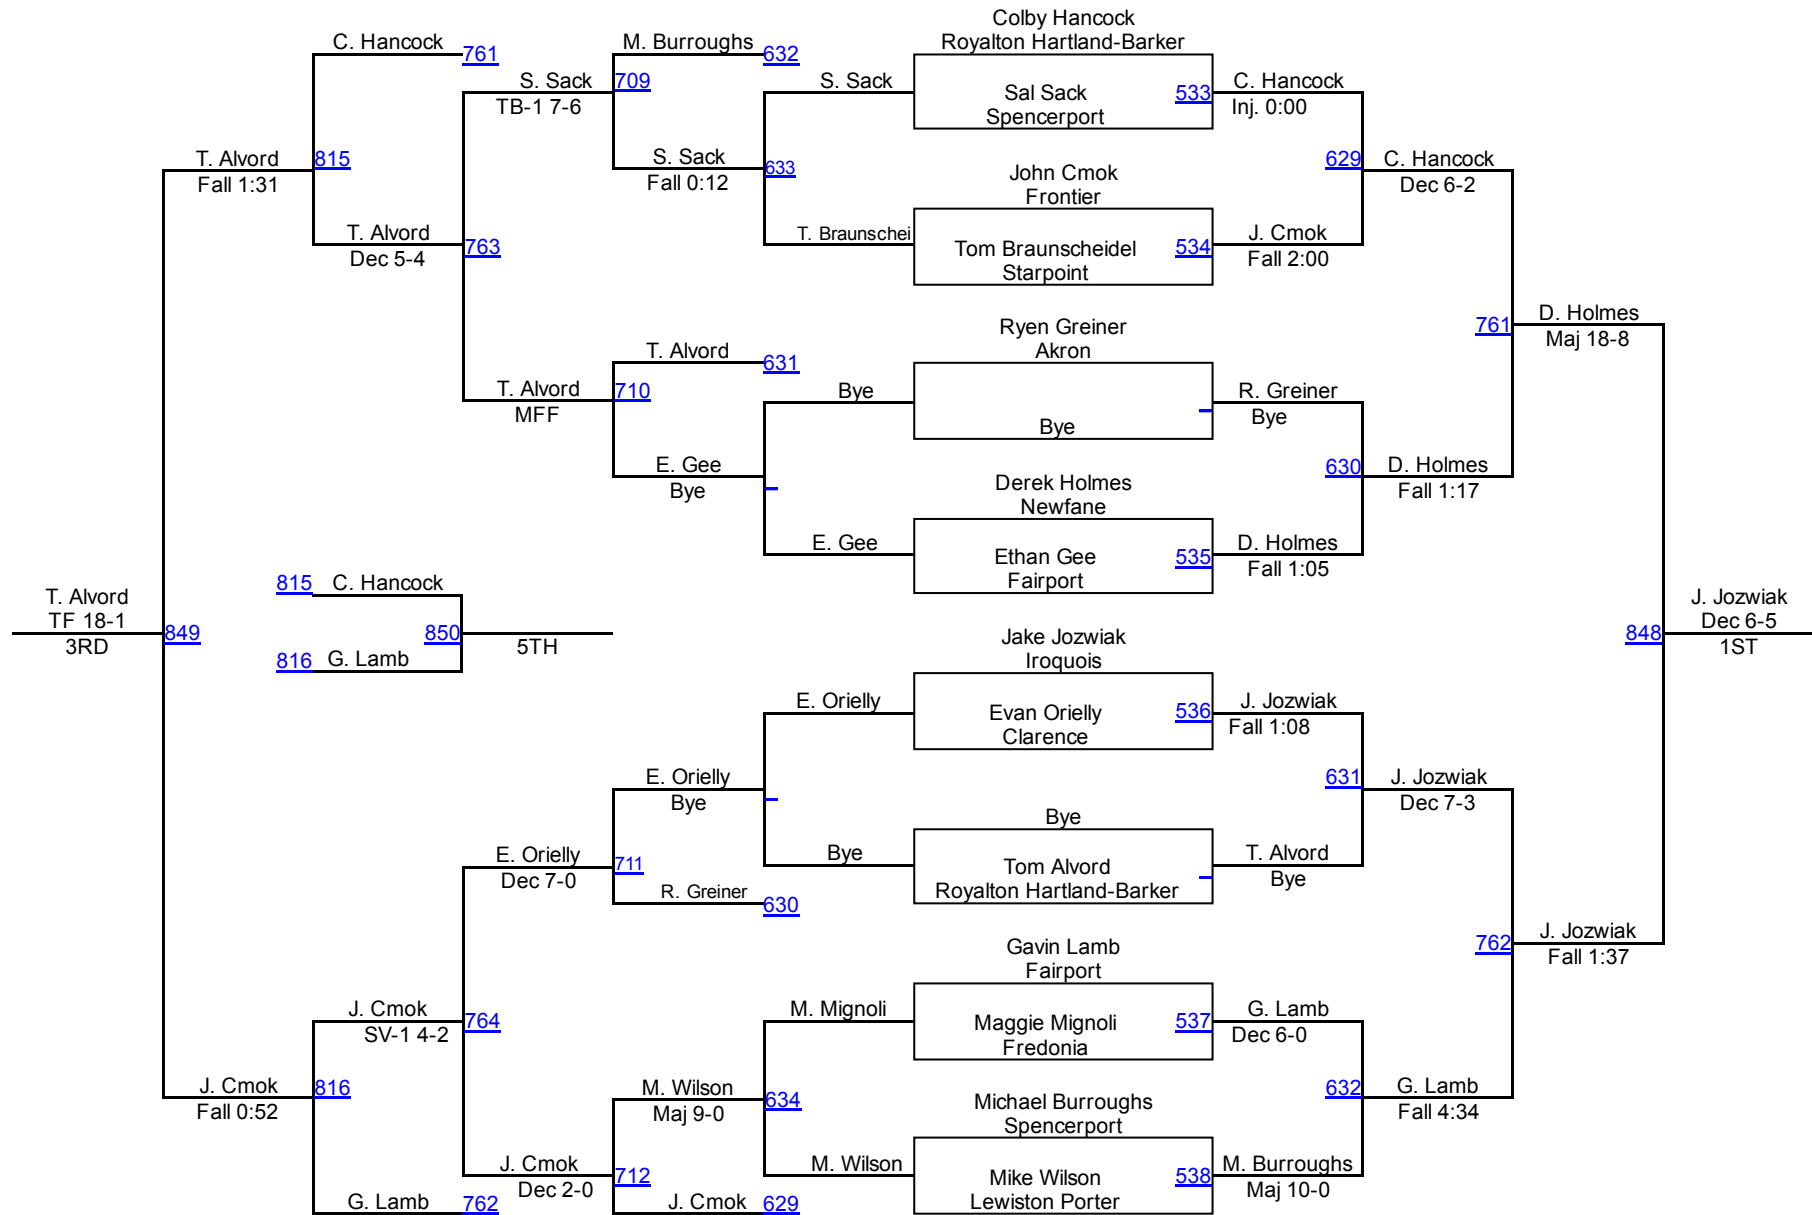 Colby Hancock
Royalton Hartland-Barker
C. Hancock
761
M. Burroughs
632
S. Sack
TB-1 7-6
709
S. Sack
Sal Sack
Spencerport
533
C. Hancock
Inj. 0:00
T. Alvord
Fall 1:31
815
S. Sack
Fall 0:12
633
John Cmok
Frontier
629
C. Hancock
Dec 6-2
T. Alvord
Dec 5-4
763
T. Braunschei
Tom Braunscheidel
Starpoint
534
J. Cmok
Fall 2:00
Ryen Greiner
Akron
761
D. Holmes
Maj 18-8
T. Alvord
631
T. Alvord
MFF
710
Bye
Bye
R. Greiner
Bye
E. Gee
Bye
Derek Holmes
Newfane
630
D. Holmes
Fall 1:17
E. Gee
Ethan Gee
Fairport
535
D. Holmes
Fall 1:05
T. Alvord
TF 18-1
3RD
849
815
C. Hancock
816
G. Lamb
850
5TH
Jake Jozwiak
Iroquois
848
J. Jozwiak
Dec 6-5
1ST
E. Orielly
Evan Orielly
Clarence
536
J. Jozwiak
Fall 1:08
E. Orielly
Bye
631
J. Jozwiak
Dec 7-3
Bye
E. Orielly
Dec 7-0
711
R. Greiner
630
Bye
Tom Alvord
Royalton Hartland-Barker
T. Alvord
Bye
Gavin Lamb
Fairport
762
J. Jozwiak
Fall 1:37
J. Cmok
SV-1 4-2
764
M. Mignoli
Maggie Mignoli
Fredonia
537
G. Lamb
Dec 6-0
J. Cmok
Fall 0:52
816
M. Wilson
Maj 9-0
634
Michael Burroughs
Spencerport
632
G. Lamb
Fall 4:34
J. Cmok
Dec 2-0
712
M. Wilson
Mike Wilson
Lewiston Porter
538
M. Burroughs
Maj 10-0
G. Lamb
762
J. Cmok
629